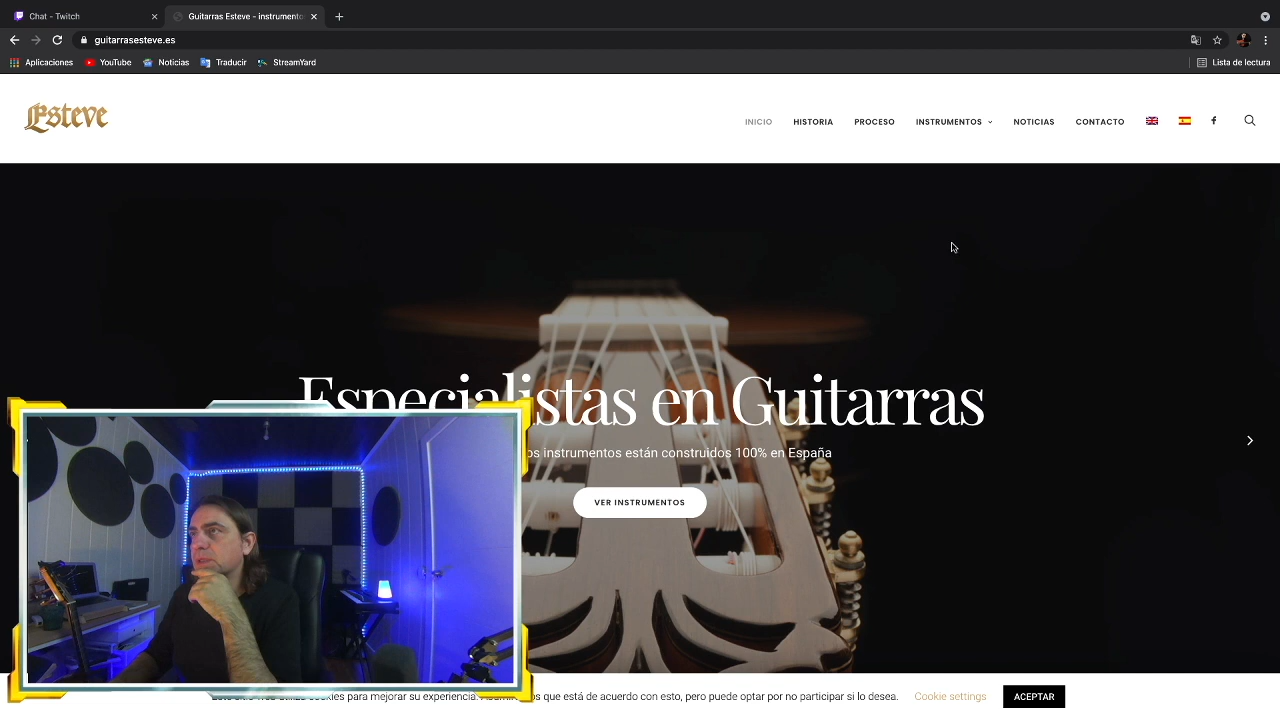 Chat - Twitch
Guitarras Esteve - instrumento
guitarrasesteve.es
Aplicaciones YouTube Noticias Traducir StreamYard Lista de lectura
Esteve
INICIO HISTORIA PROCESO INSTRUMENTOS NOTICIAS CONTACTO
Especialistas en Guitarras
os instrumentos están construidos 100% en España
VER INSTRUMENTOS
para mejorar su experiencia. que está de acuerdo con esto, pero puede optar por no participar si lo desea. Cookie settings ACEPTAR